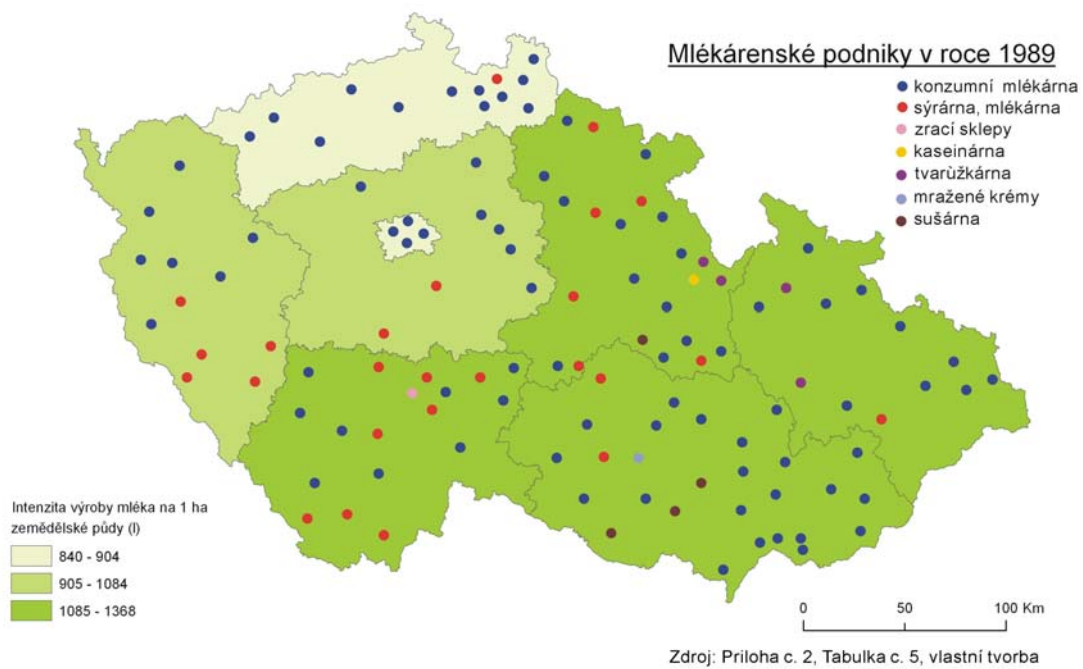 Mlékárenské podniky v roce 1989
konzumní mlékárna
sýrárna, mlékárna
zrací sklepy
kaseinárna
tvarùžkárna
mražené krémy
sušárna
Intenzita výroby mléka na 1 ha
zemědělské půdy (l)
840 - 904
905 - 1084
1085 - 1368
0 50 100 Km
Zdroj: Priloha c. 2, Tabulka c. 5, vlastní tvorba